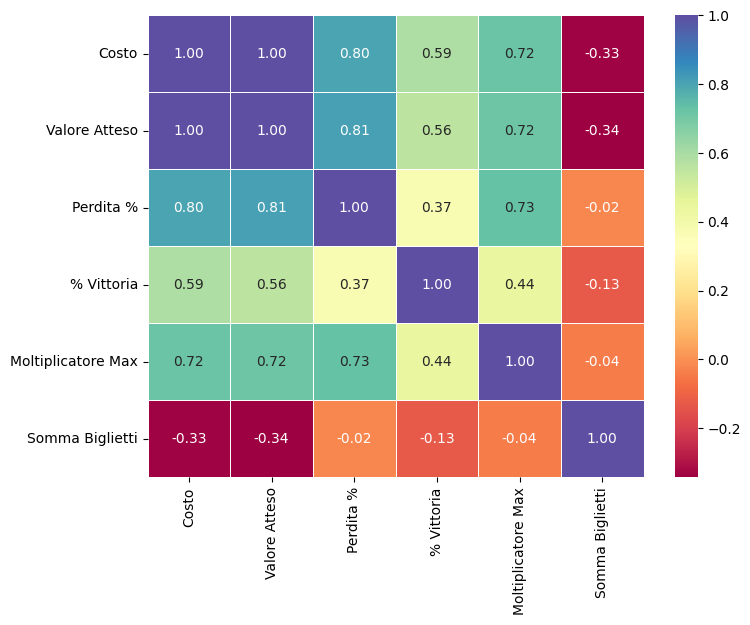 Costo 1.00 1.00 0.80 0.59 0.72 -0.33
Valore Atteso 1.00 1.00 0.81 0.56 0.72 -0.34
Perdita % 0.80 0.81 1.00 0.37 0.73 -0.02
% Vittoria 0.59 0.56 0.37 1.00 0.44 -0.13
Moltiplicatore Max 0.72 0.72 0.73 0.44 1.00 -0.04
Somma Biglietti -0.33 -0.34 -0.02 -0.13 -0.04 1.00
Costo
Valore Atteso
Perdita %
% Vittoria
Moltiplicatore Max
Somma Biglietti
1.0
0.8
0.6
0.4
0.2
0.0
−0.2